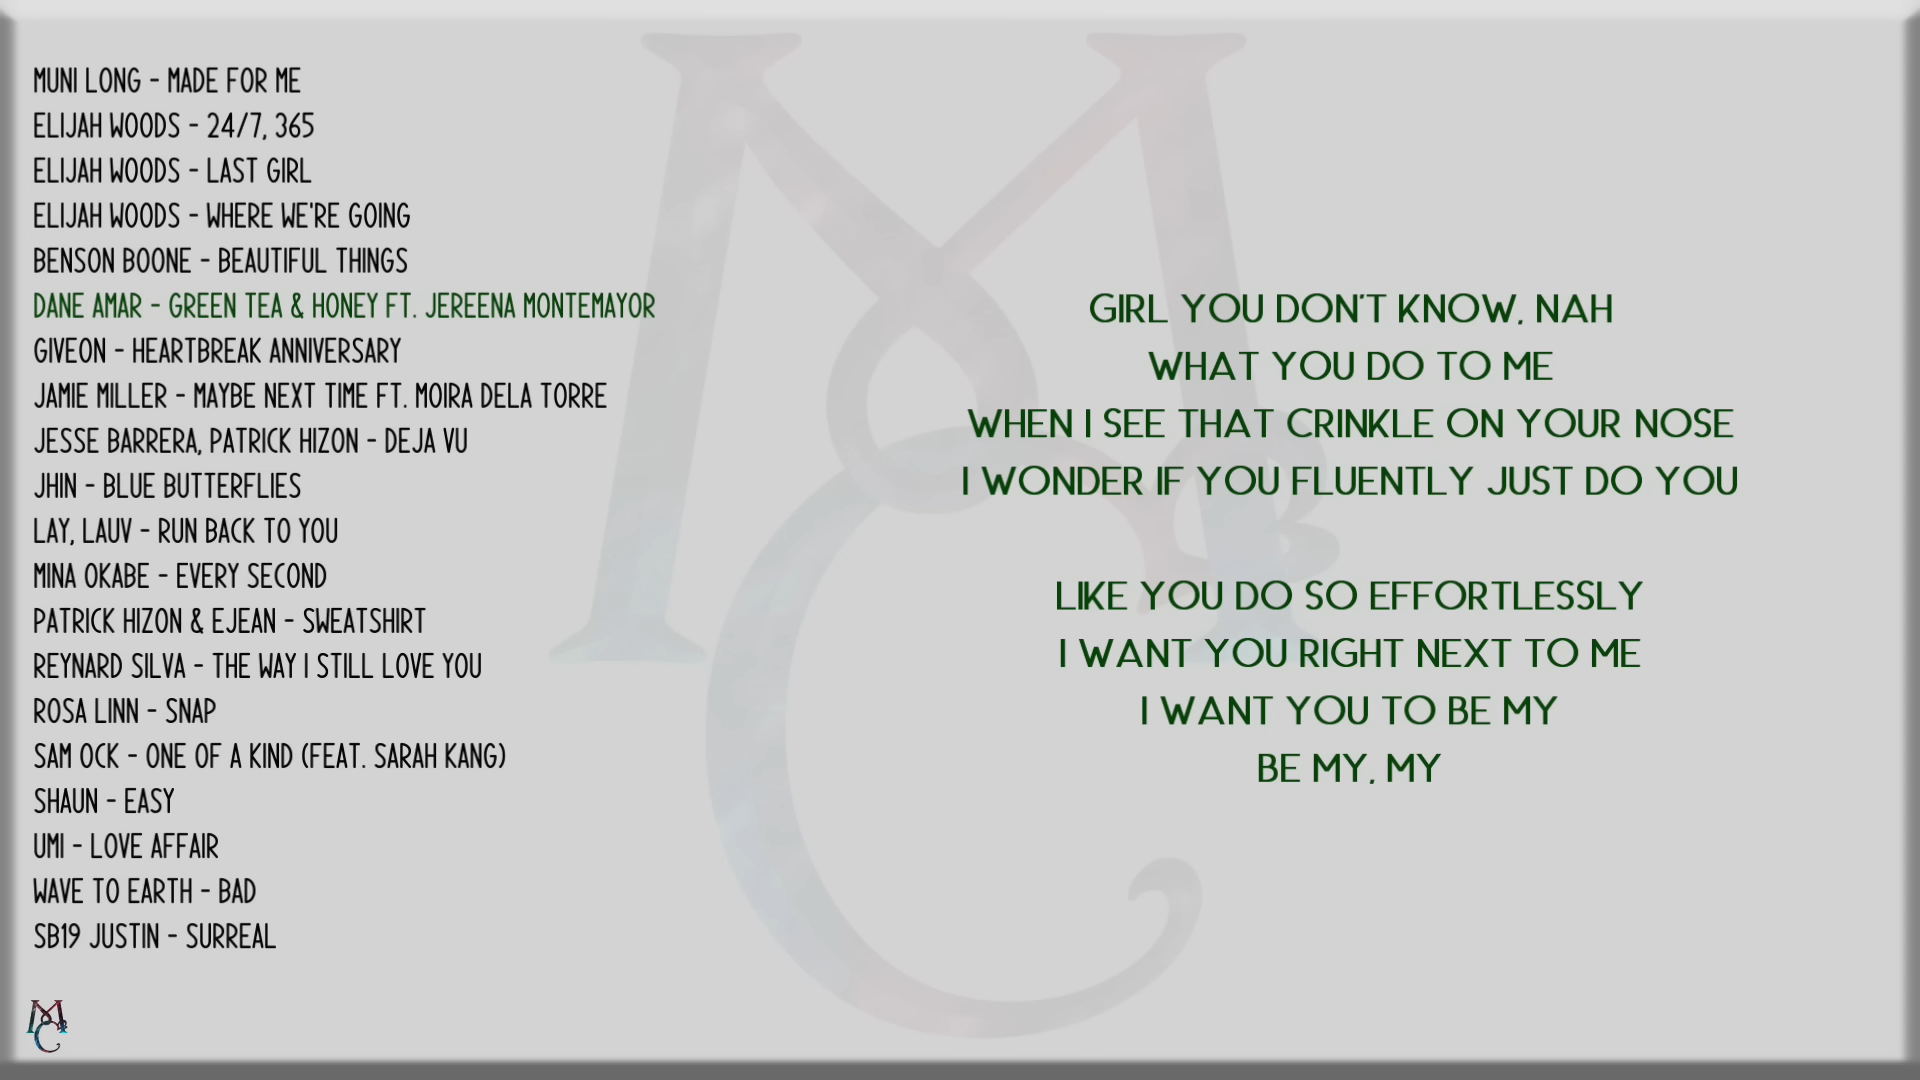 MUNI LONG - MADE FOR ME
ELIJAH WOODS - 24/7, 365
ELIJAH WOODS - LAST GIRL
ELIJAH WOODS - WHERE WE'RE GOING
BENSON BOONE - BEAUTIFUL THINGS
DANE AMAR - GREEN TEA & HONEY FT. JEREENA MONTEMAYOR
GIVEON - HEARTBREAK ANNIVERSARY
JAMIE MILLER - MAYBE NEXT TIME FT. MOIRA DELA TORRE
JESSE BARRERA, PATRICK HIZON - DEJA VU
JHIN - BLUE BUTTERFLIES
LAY, LAUV - RUN BACK TO YOU
MINA OKABE - EVERY SECOND
PATRICK HIZON & EJEAN - SWEATSHIRT
REYNARD SILVA - THE WAY I STILL LOVE YOU
ROSA LINN - SNAP
SAM OCK - ONE OF A KIND (FEAT. SARAH KANG)
SHAUN - EASY
UMI - LOVE AFFAIR
WAVE TO EARTH - BAD
SB19 JUSTIN - SURREAL
GIRL YOU DON'T KNOW, NAH
WHAT YOU DO TO ME
WHEN I SEE THAT CRINKLE ON YOUR NOSE
I WONDER IF YOU FLUENTLY JUST DO YOU
LIKE YOU DO SO EFFORTLESSLY
I WANT YOU RIGHT NEXT TO ME
I WANT YOU TO BE MY
BE MY, MY